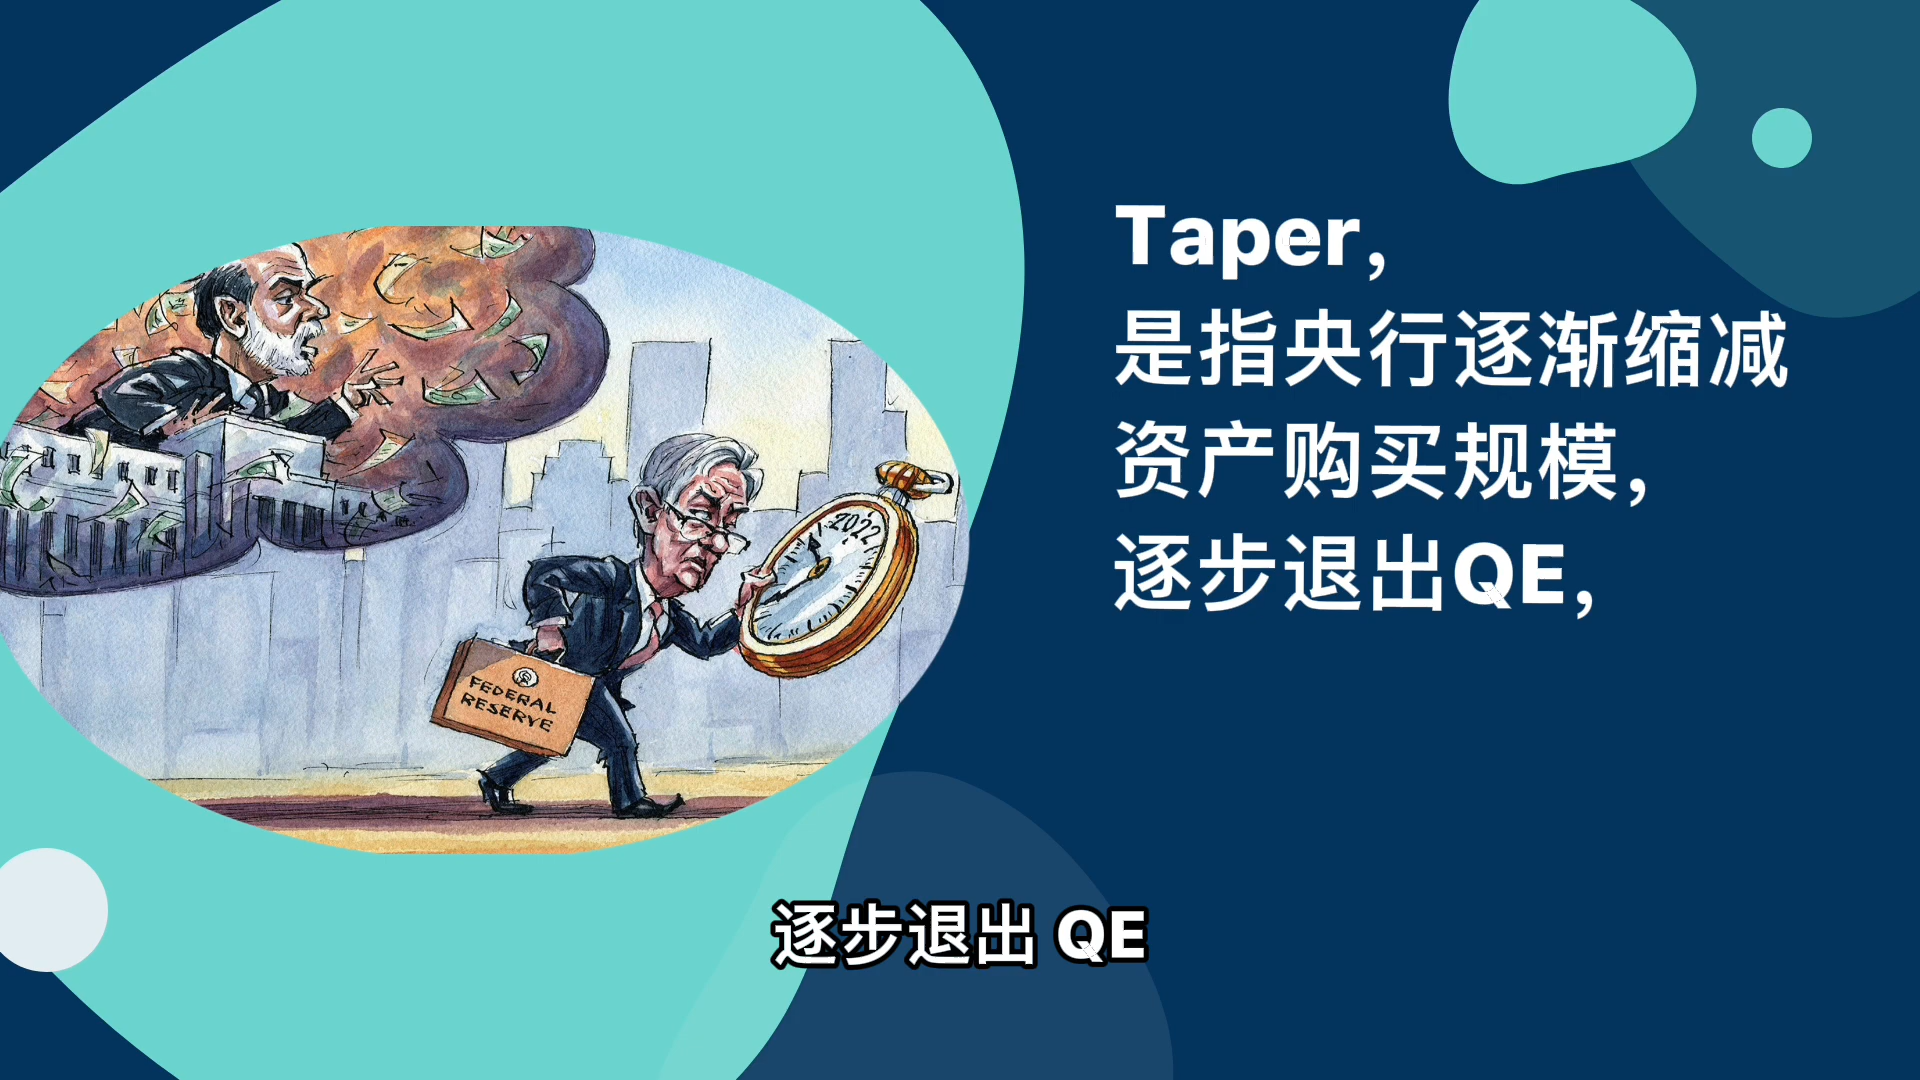 Taper，
是指央行逐渐缩减
资产购买规模，
逐步退出QE，
2022
FEDERAL
RESERVE
逐步退出 QE